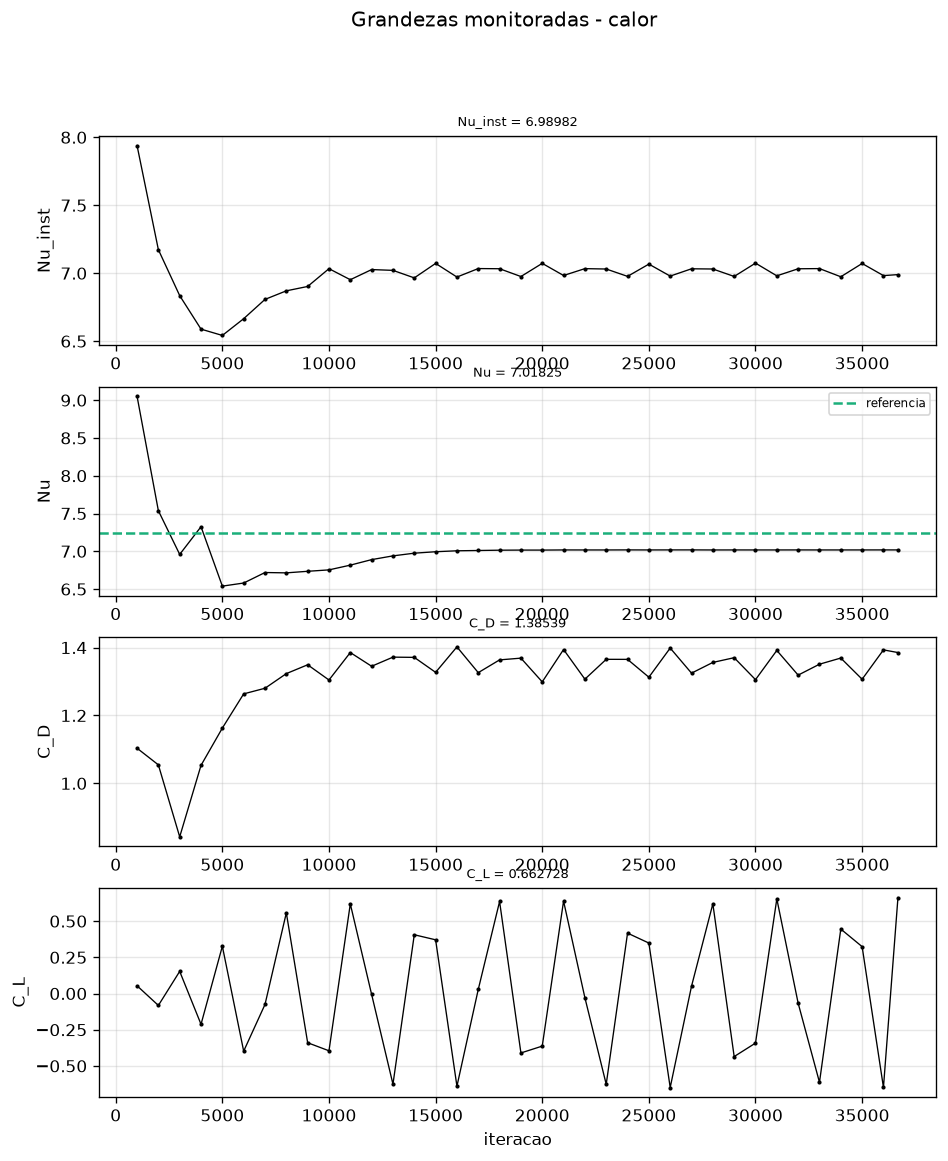 Grandezas monitoradas - calor
Nu_inst = 6.98982
8.0
7.5
7.0
6.5
Nu_inst
0 5000 10000 15000 20000 25000 30000 35000
Nu = 7.01825
9.0
8.5
8.0
7.5
7.0
6.5
Nu
referencia
0 5000 10000 15000 20000 25000 30000 35000
C_D = 1.38539
1.4
1.2
1.0
C_D
0 5000 10000 15000 20000 25000 30000 35000
C_L = 0.662728
0.50
0.25
0.00
−0.25
−0.50
C_L
0 5000 10000 15000 20000 25000 30000 35000
iteracao